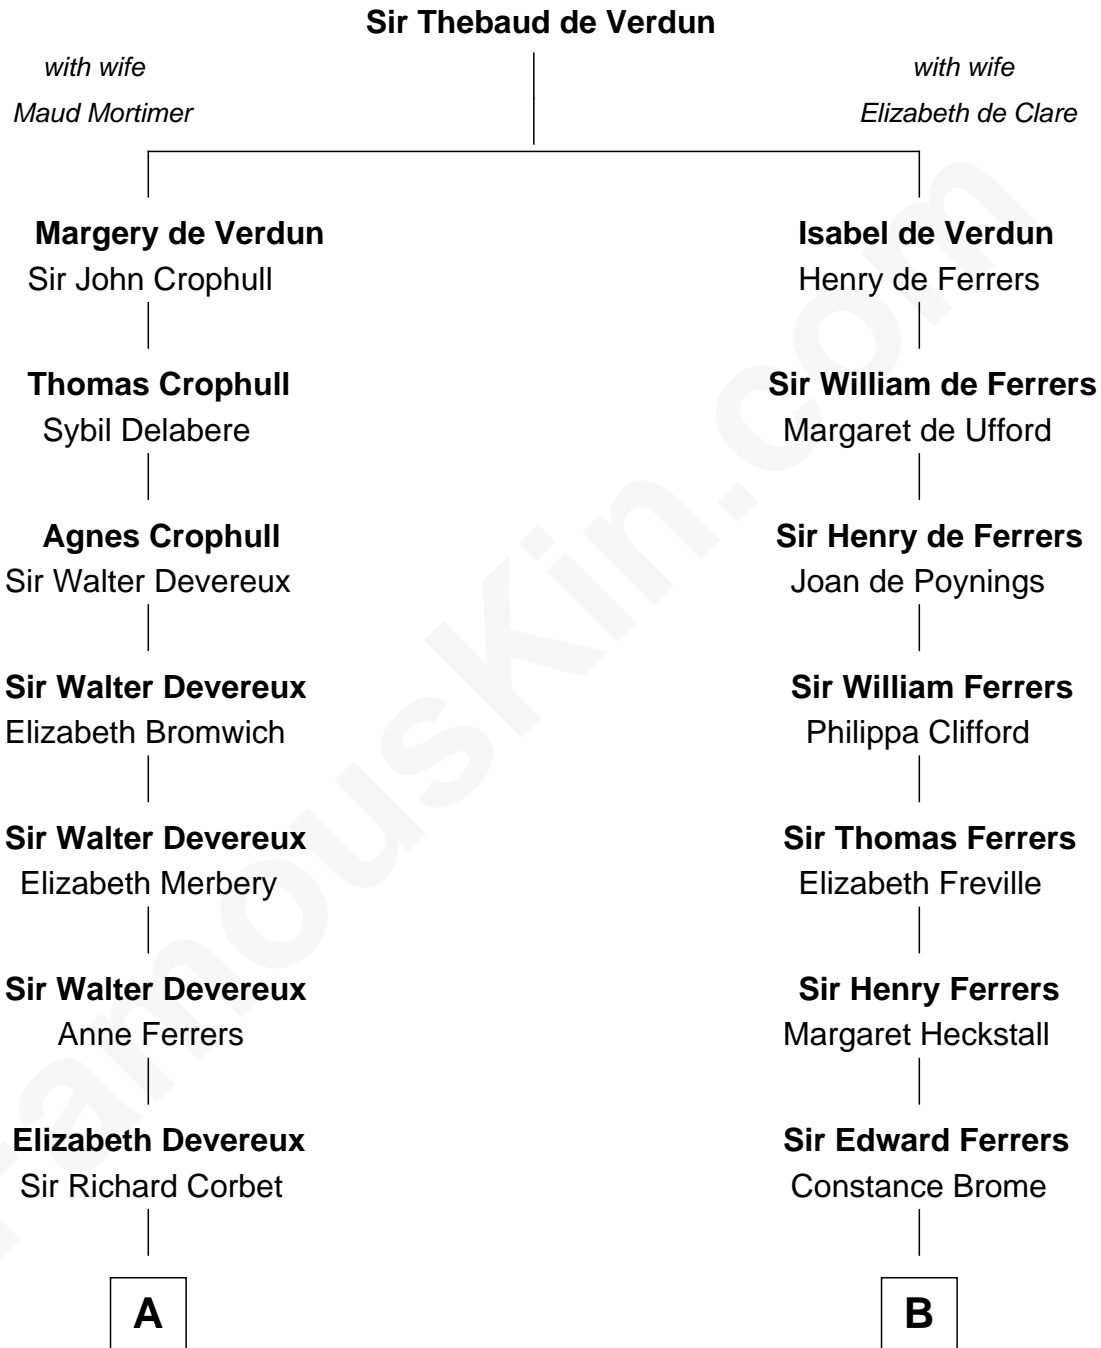 Sir Thebaud de Verdun
with wife
Maud Mortimer
with wife
Elizabeth de Clare
Margery de Verdun
Sir John Crophull
Isabel de Verdun
Henry de Ferrers
Thomas Crophull
Sybil Delabere
Sir William de Ferrers
Margaret de Ufford
Agnes Crophull
Sir Walter Devereux
Sir Henry de Ferrers
Joan de Poynings
Sir Walter Devereux
Elizabeth Bromwich
Sir William Ferrers
Philippa Clifford
Sir Walter Devereux
Elizabeth Merbery
Sir Thomas Ferrers
Elizabeth Freville
Sir Walter Devereux
Anne Ferrers
Sir Henry Ferrers
Margaret Heckstall
Elizabeth Devereux
Sir Richard Corbet
Sir Edward Ferrers
Constance Brome
A
B
FamousKin.com